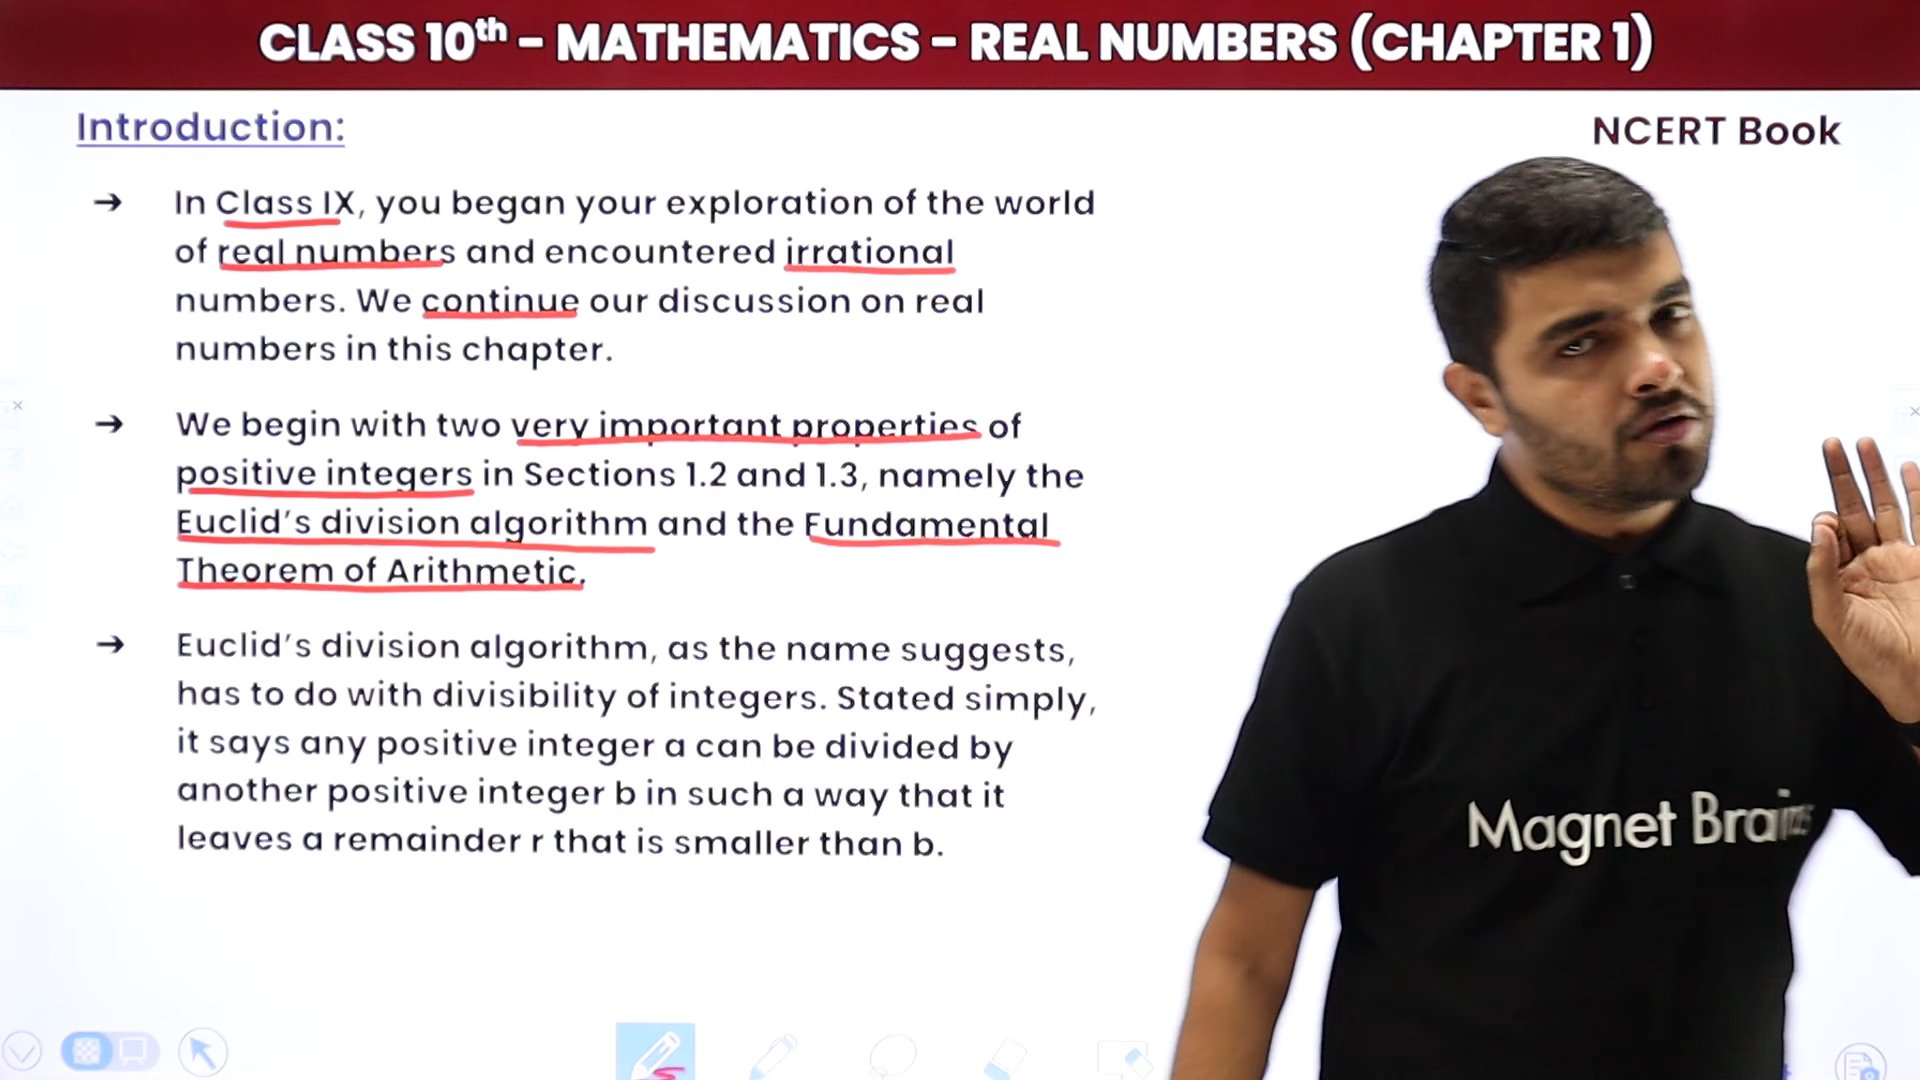 CLASS 10th - MATHEMATICS - REAL NUMBERS (CHAPTER 1)
Introduction:
NCERT Book
→ In Class IX, you began your exploration of the world
of real numbers and encountered irrational
numbers. We continue our discussion on real
numbers in this chapter.
→ We begin with two very important properties of
positive integers in Sections 1.2 and 1.3, namely the
Euclid's division algorithm and the Fundamental
Theorem of Arithmetic.
→ Euclid's division algorithm, as the name suggests,
has to do with divisibility of integers. Stated simply,
it says any positive integer a can be divided by
another positive integer b in such a way that it
leaves a remainder r that is smaller than b.
Magnet Brains